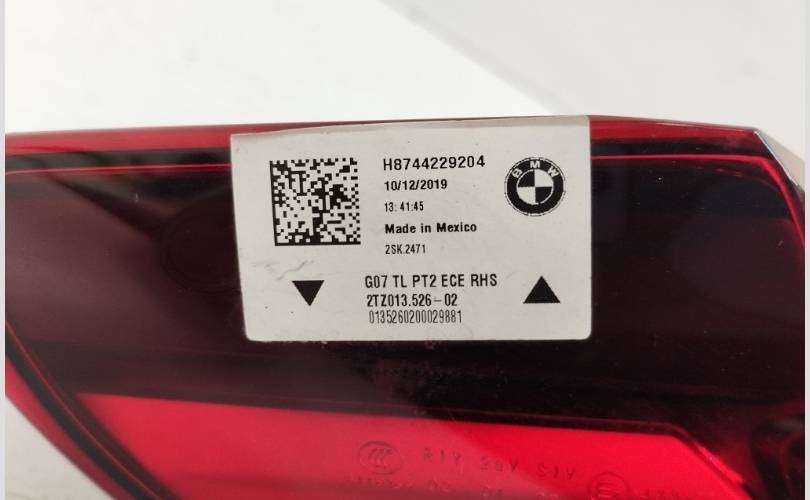 H8744229204
10/12/2019
13:41:45
Made in Mexico
2SK.2471
BMW
G07 TL PT2 ECE RHS
2TZ013.526-02
0135260200029881